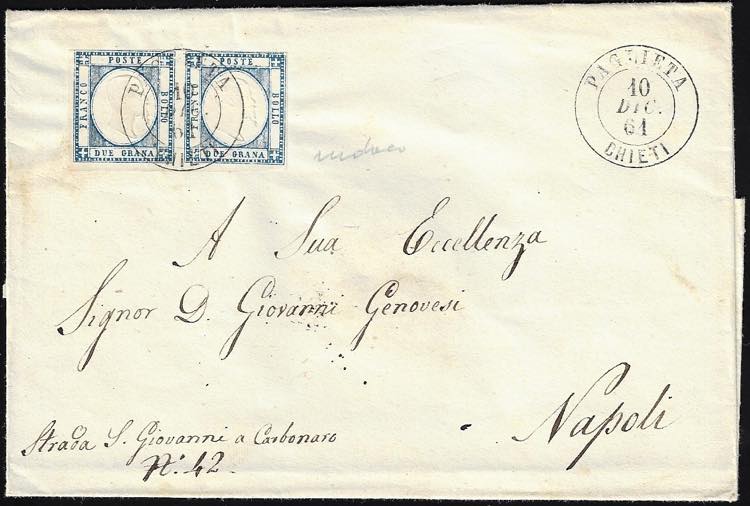 POSTE
FRANCO
BOLLO
DUE GRANA
POSTE
FRANCO
BOLLO
DUE GRANA
PAGLIETA
10
DIC.
61
CHIETI
A Sua Eccellenza
Signor D. Giovanni Genovesi
Napoli
Strada S. Giovanni a Carbonaro
N.° 42